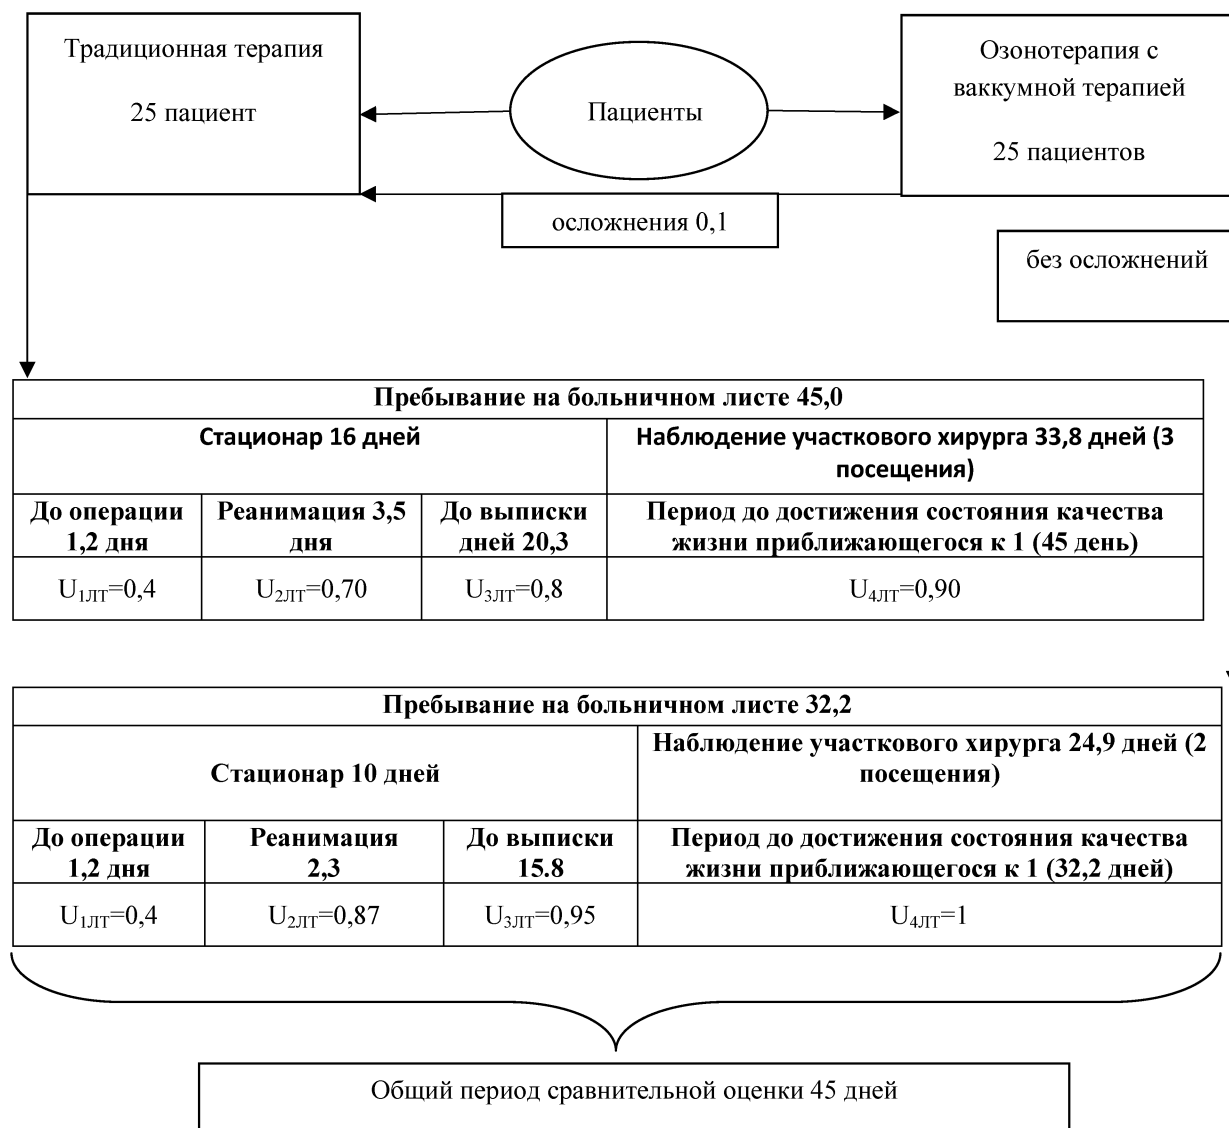 Традиционная терапия
25 пациент
Пациенты
Озонотерапия с
ваккумной терапией
25 пациентов
осложнения 0,1
без осложнений
Пребывание на больничном листе 45,0
Стационар 16 дней
Наблюдение участкового хирурга 33,8 дней (3
посещения)
До операции
1,2 дня
Реанимация 3,5
дня
До выписки
дней 20,3
Период до достижения состояния качества
жизни приближающегося к 1 (45 день)
U1ЛТ=0,4
U2ЛТ=0,70
U3ЛТ=0,8
U4ЛТ=0,90
Пребывание на больничном листе 32,2
Стационар 10 дней
Наблюдение участкового хирурга 24,9 дней (2
посещения)
До операции
1,2 дня
Реанимация
2,3
До выписки
15.8
Период до достижения состояния качества
жизни приближающегося к 1 (32,2 дней)
U1ЛТ=0,4
U2ЛТ=0,87
U3ЛТ=0,95
U4ЛТ=1
Общий период сравнительной оценки 45 дней